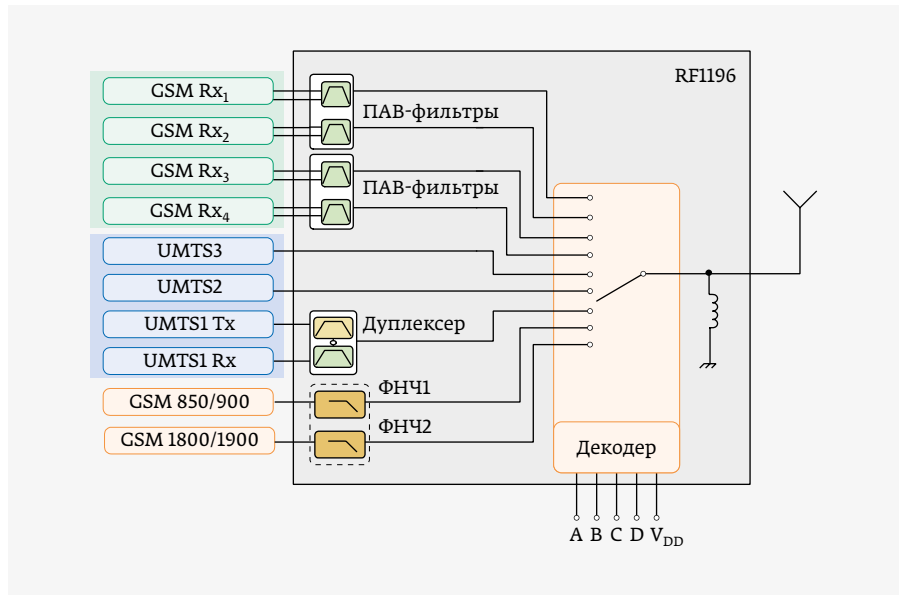 RF1196
GSM Rx₁
ПАВ-фильтры
GSM Rx₂
GSM Rx₃
ПАВ-фильтры
GSM Rx₄
UMTS3
UMTS2
UMTS1 Tx
Дуплексер
UMTS1 Rx
ФНЧ1
GSM 850/900
ФНЧ2
GSM 1800/1900
Декодер
A B C D V_DD